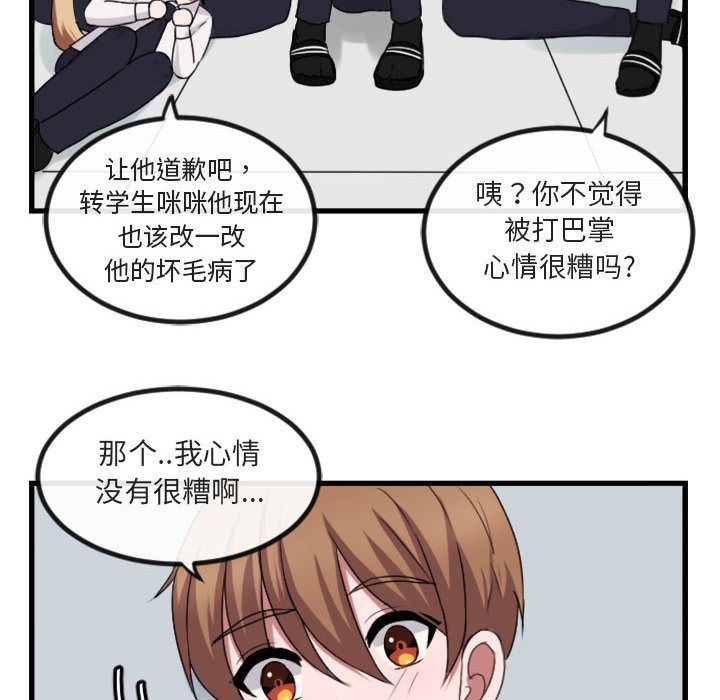 让他道歉吧，
转学生咪咪他现在
也该改一改
他的坏毛病了
咦？你不觉得
被打巴掌
心情很糟吗?
那个..我心情
没有很糟啊...